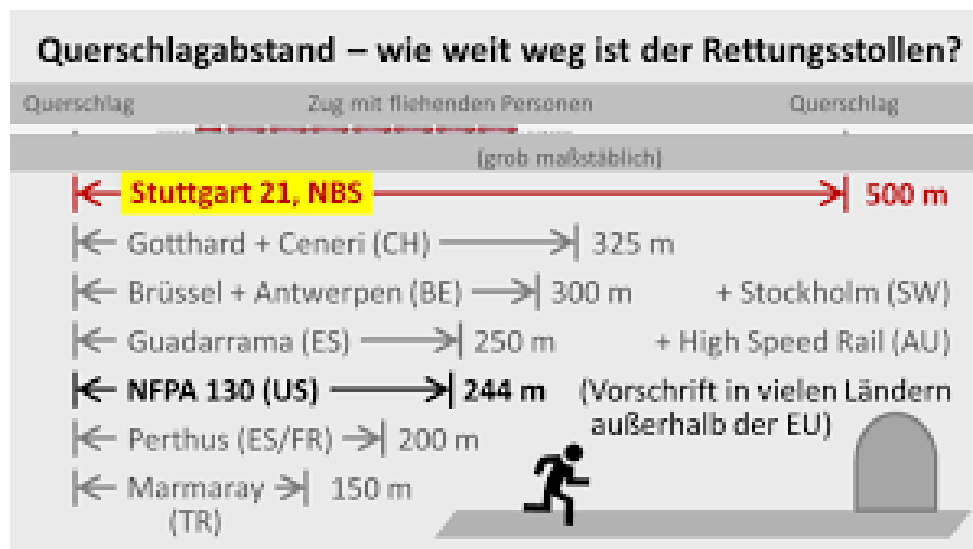 Querschlagabstand – wie weit weg ist der Rettungsstollen?
Querschlag Zug mit fliehenden Personen Querschlag
(grob maßstäblich)
Stuttgart 21, NBS 500 m
Gotthard + Ceneri (CH) 325 m
Brüssel + Antwerpen (BE) 300 m + Stockholm (SW)
Guadarrama (ES) 250 m + High Speed Rail (AU)
NFPA 130 (US) 244 m (Vorschrift in vielen Ländern
außerhalb der EU)
Perthus (ES/FR) 200 m
Marmaray 150 m
(TR)